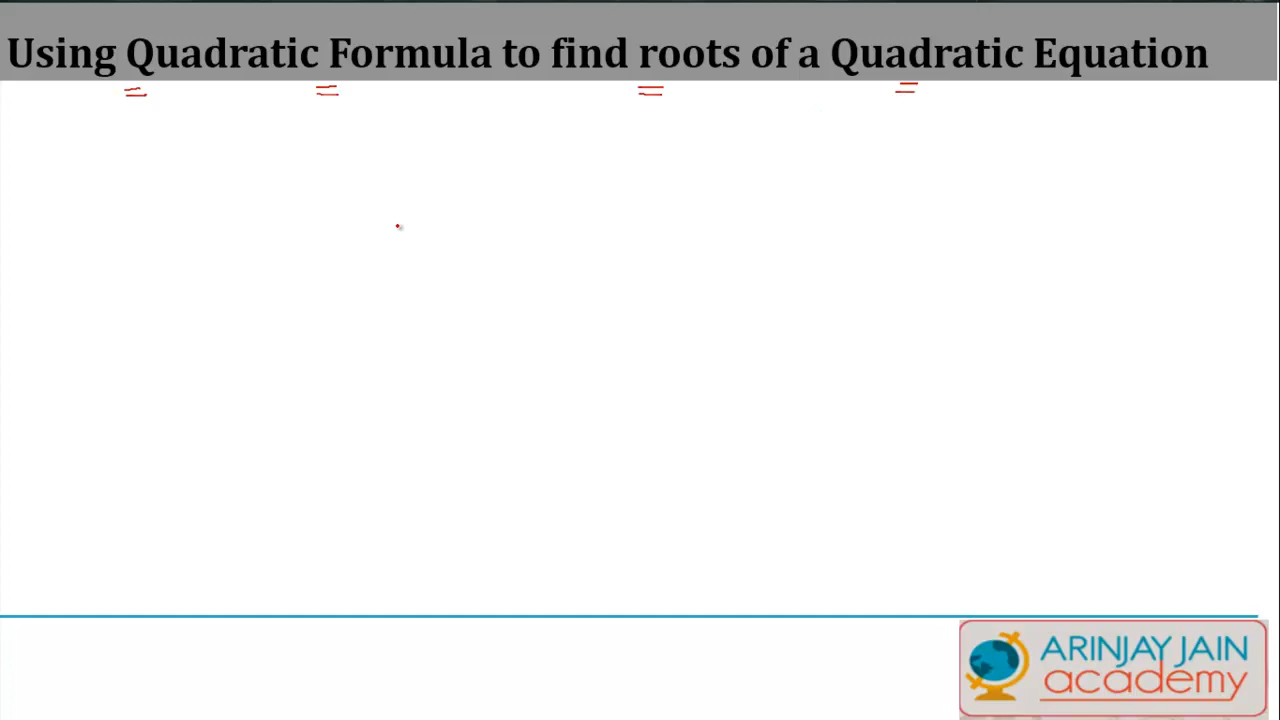 Using Quadratic Formula to find roots of a Quadratic Equation
ARINJAY JAIN
academy